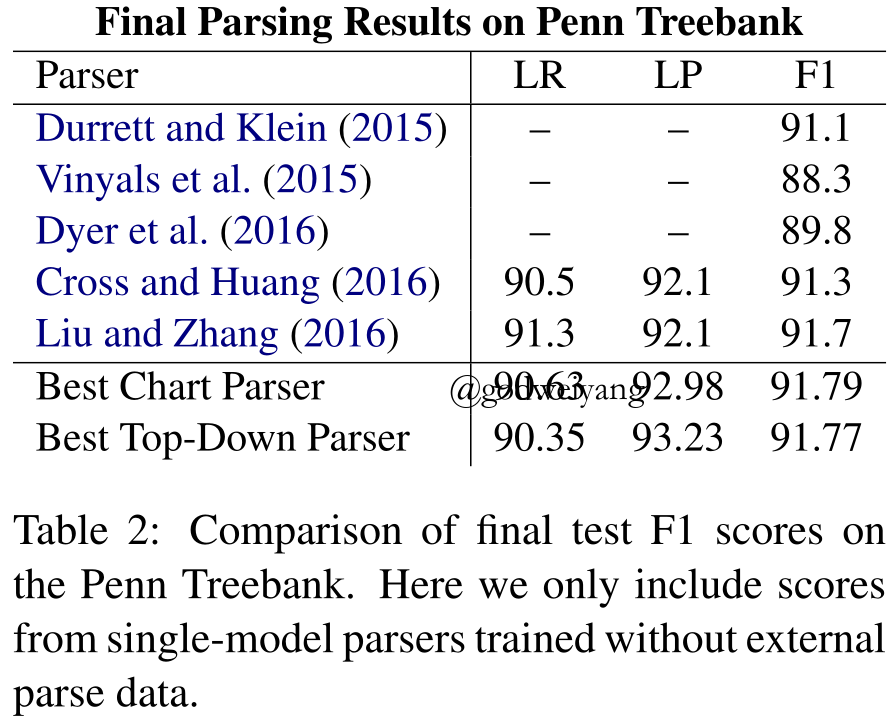 Final Parsing Results on Penn Treebank
Parser LR LP F1
Durrett and Klein (2015) – – 91.1
Vinyals et al. (2015) – – 88.3
Dyer et al. (2016) – – 89.8
Cross and Huang (2016) 90.5 92.1 91.3
Liu and Zhang (2016) 91.3 92.1 91.7
Best Chart Parser 90.63 92.98 91.79
@godweiyang
Best Top-Down Parser 90.35 93.23 91.77
Table 2: Comparison of final test F1 scores on
the Penn Treebank. Here we only include scores
from single-model parsers trained without external
parse data.